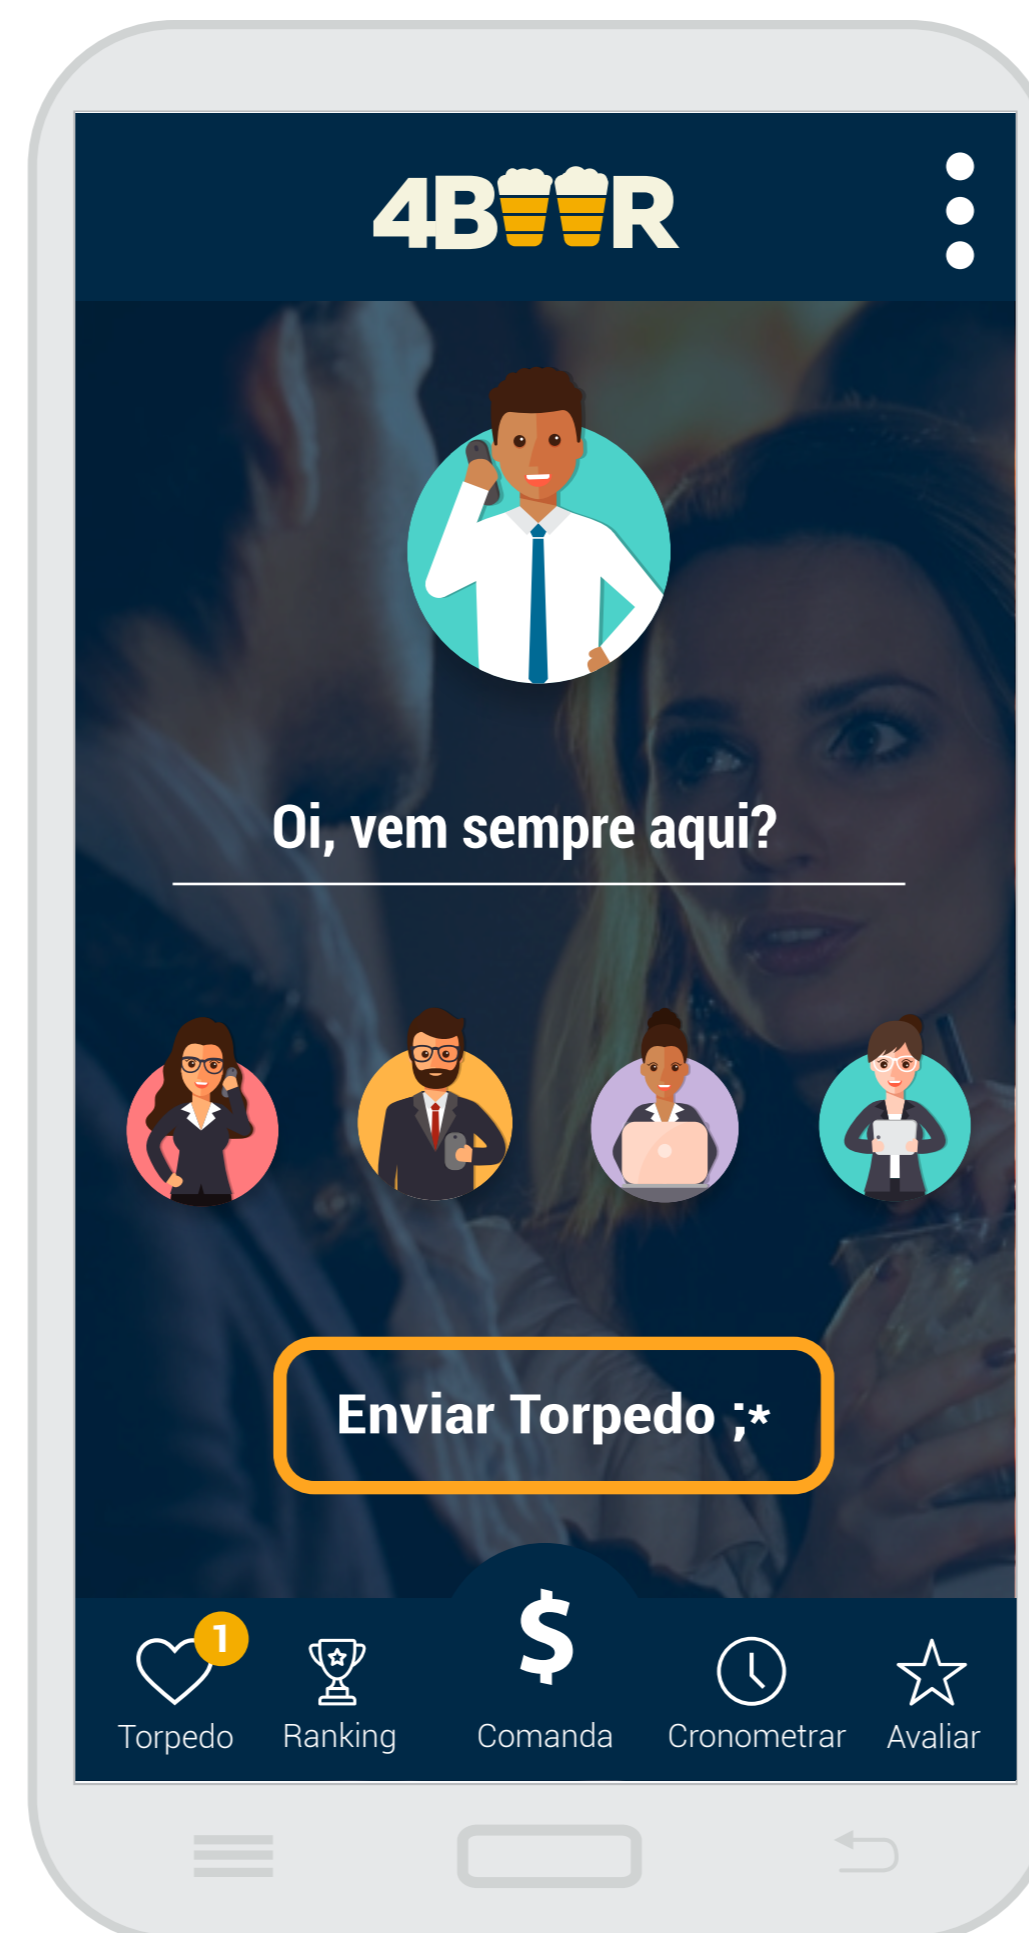 4BEER
Oi, vem sempre aqui?
Enviar Torpedo ;*
1
$
Torpedo Ranking Comanda Cronometrar Avaliar